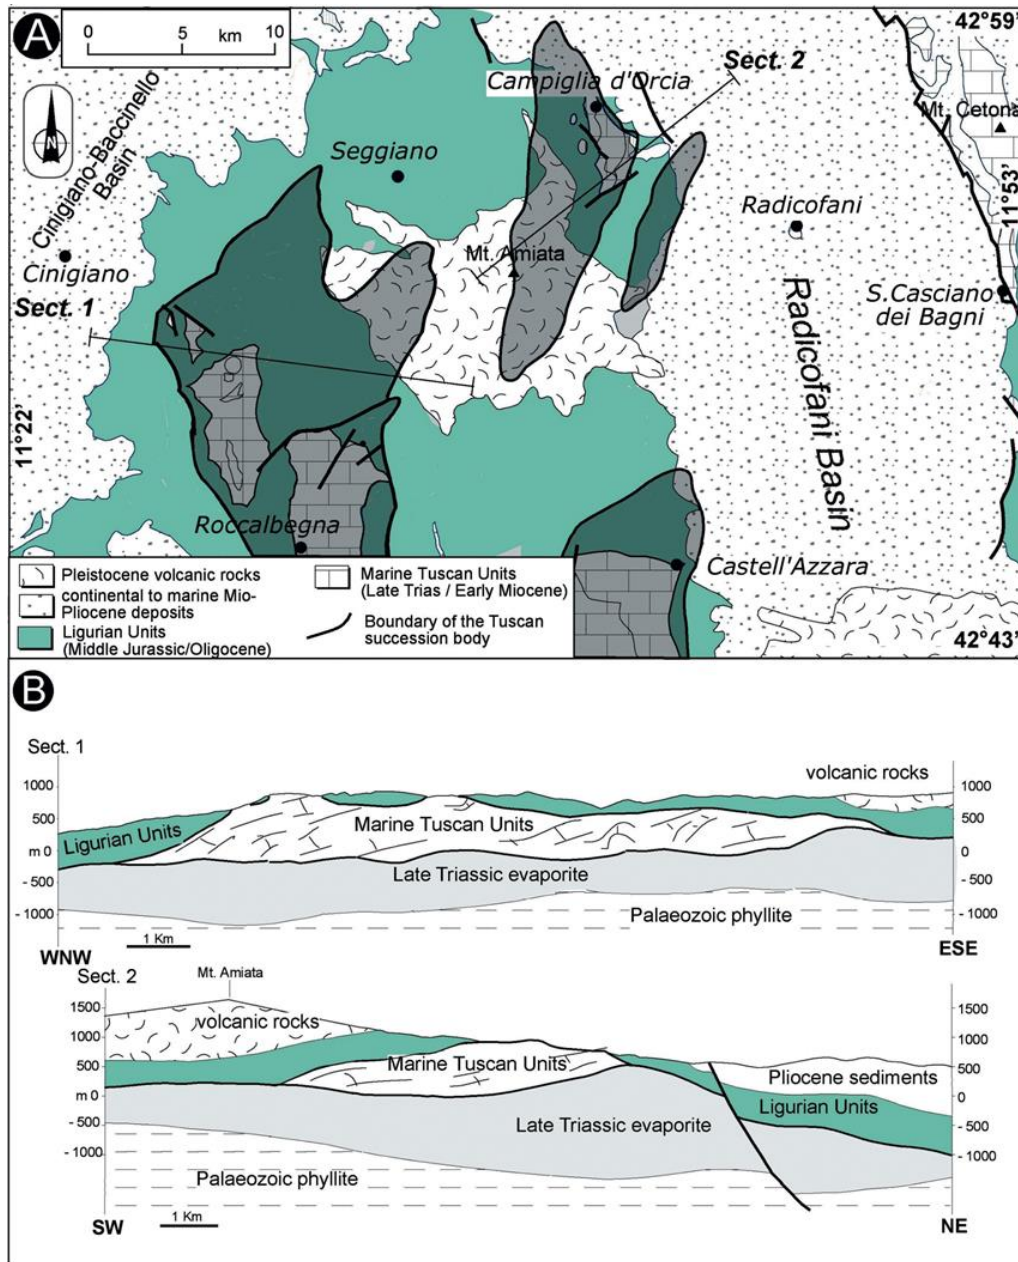 A
0 5 km 10
42°59'
Sect. 2
Campiglia d'Orcia
Mt. Cetona
N
Cinigiano-Baccinello
Basin
Seggiano
11°53'
Radicofani
Cinigiano
Mt. Amiata
Sect. 1
S.Casciano
dei Bagni
Radicofani Basin
11°22'
Roccalbegna
Castell'Azzara
Pleistocene volcanic rocks
continental to marine Mio-
Pliocene deposits
Ligurian Units
(Middle Jurassic/Oligocene)
Marine Tuscan Units
(Late Trias / Early Miocene)
Boundary of the Tuscan
succession body
42°43'
B
Sect. 1
volcanic rocks
1000 1000
500 500
Ligurian Units
Marine Tuscan Units
m 0 0
Late Triassic evaporite
- 500 - 500
Palaeozoic phyllite
- 1000 - 1000
1 Km
WNW ESE
Sect. 2
Mt. Amiata
1500
volcanic rocks
1000 1000
Marine Tuscan Units
500 500
Pliocene sediments
m 0 0
Ligurian Units
Late Triassic evaporite
- 500 - 500
- 1000 - 1000
Palaeozoic phyllite
1 Km
SW NE